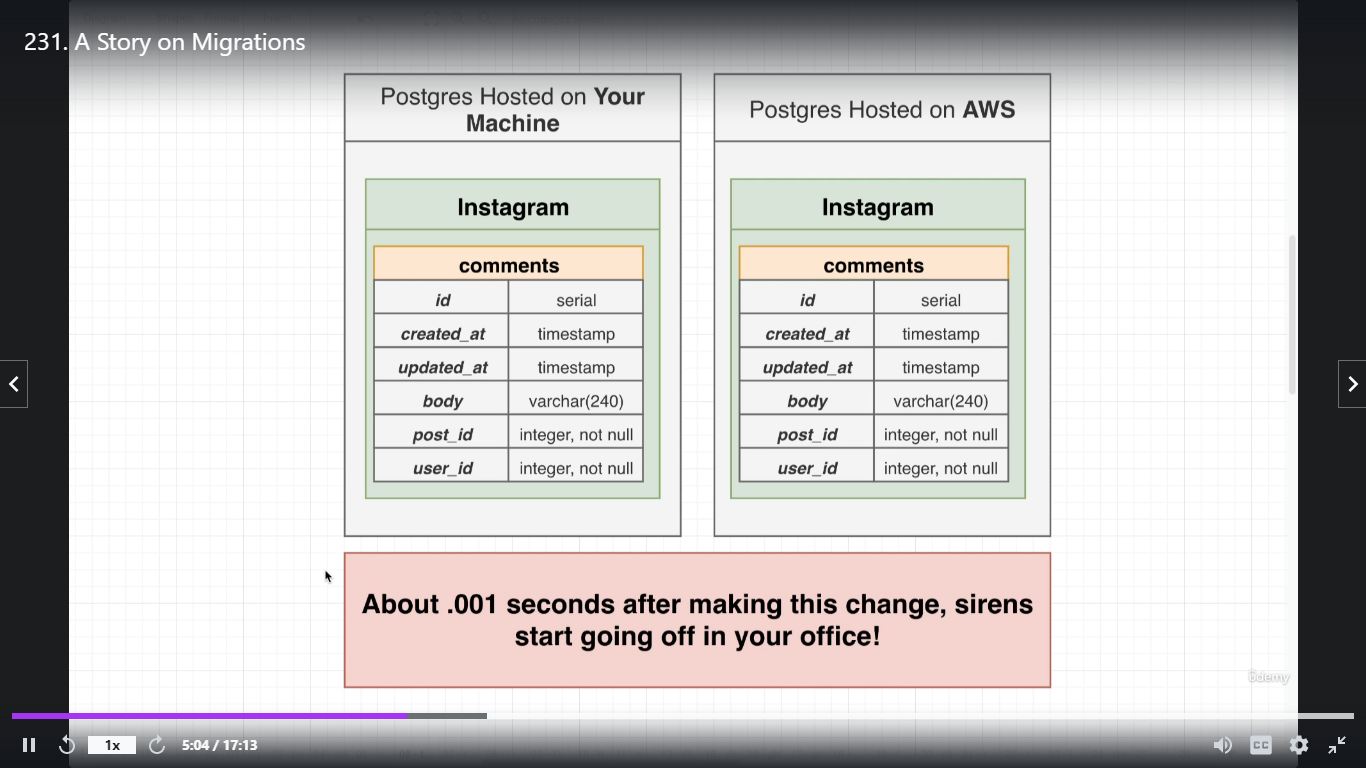 231. A Story on Migrations
Postgres Hosted on Your
Machine
Instagram
comments
id serial
created_at timestamp
updated_at timestamp
body varchar(240)
post_id integer, not null
user_id integer, not null
Postgres Hosted on AWS
Instagram
comments
id serial
created_at timestamp
updated_at timestamp
body varchar(240)
post_id integer, not null
user_id integer, not null
About .001 seconds after making this change, sirens
start going off in your office!
ûdemy
1x
5:04 / 17:13
CC